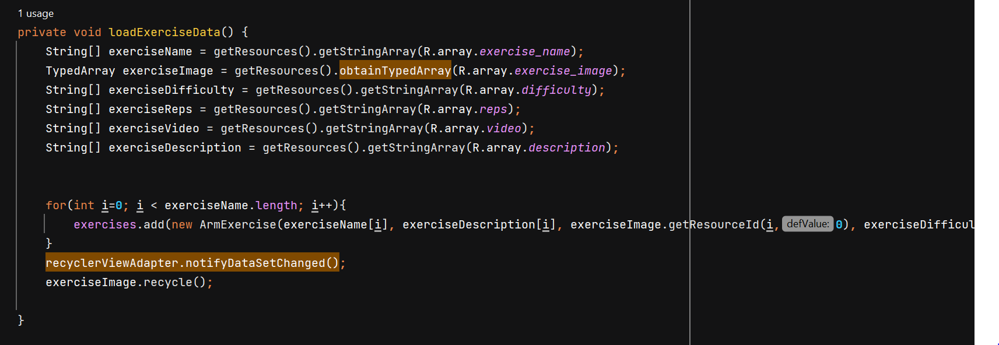 1 usage
private void loadExerciseData() {
String[] exerciseName = getResources().getStringArray(R.array.exercise_name);
TypedArray exerciseImage = getResources().obtainTypedArray(R.array.exercise_image);
String[] exerciseDifficulty = getResources().getStringArray(R.array.difficulty);
String[] exerciseReps = getResources().getStringArray(R.array.reps);
String[] exerciseVideo = getResources().getStringArray(R.array.video);
String[] exerciseDescription = getResources().getStringArray(R.array.description);
for(int i=0; i < exerciseName.length; i++){
exercises.add(new ArmExercise(exerciseName[i], exerciseDescription[i], exerciseImage.getResourceId(i, defValue: 0), exerciseDifficul
}
recyclerViewAdapter.notifyDataSetChanged();
exerciseImage.recycle();
}